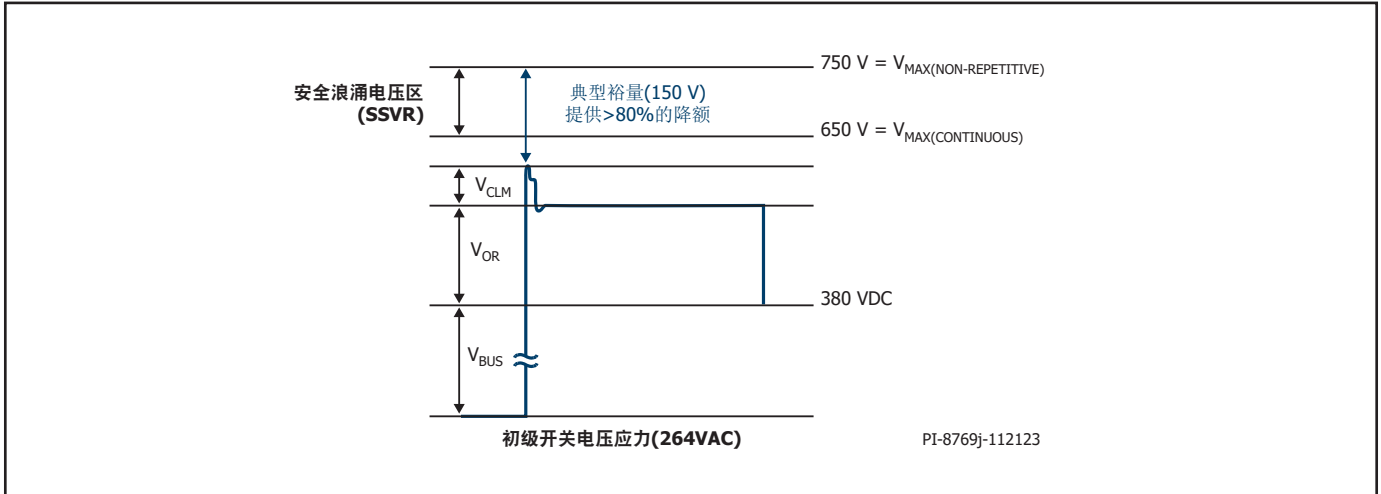 750 V = VMAX(NON-REPETITIVE)
安全浪涌电压区
(SSVR)
典型裕量(150 V)
提供>80%的降额
650 V = VMAX(CONTINUOUS)
VCLM
VOR
380 VDC
VBUS
初级开关电压应力(264VAC)
PI-8769j-112123